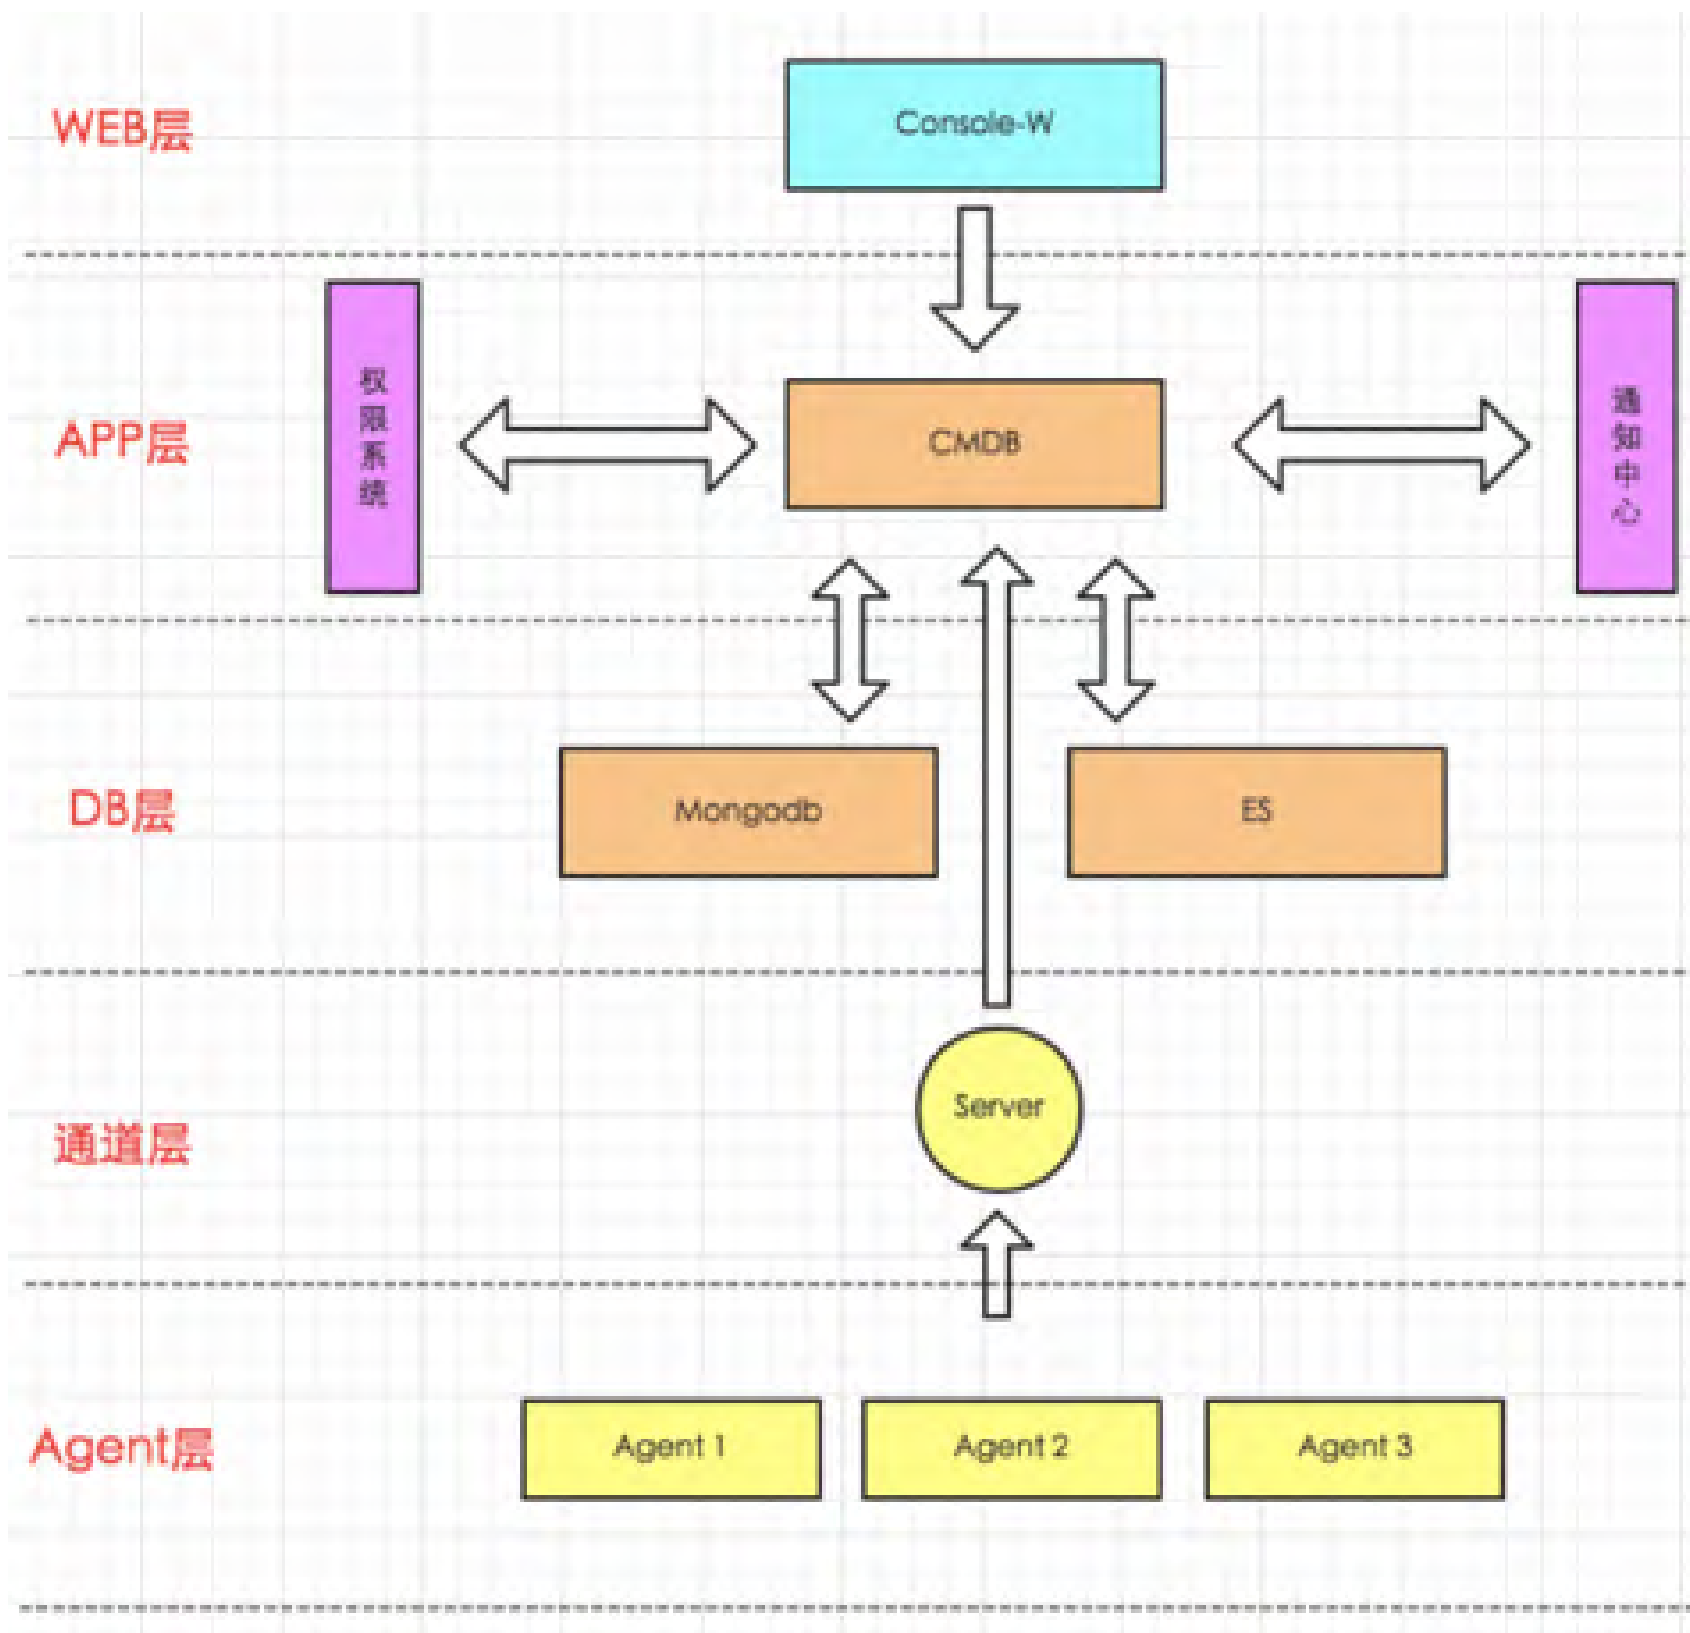 WEB层
Console-W
APP层
权限系统
CMDB
通知中心
DB层
Mongodb
ES
通道层
Server
Agent层
Agent 1
Agent 2
Agent 3